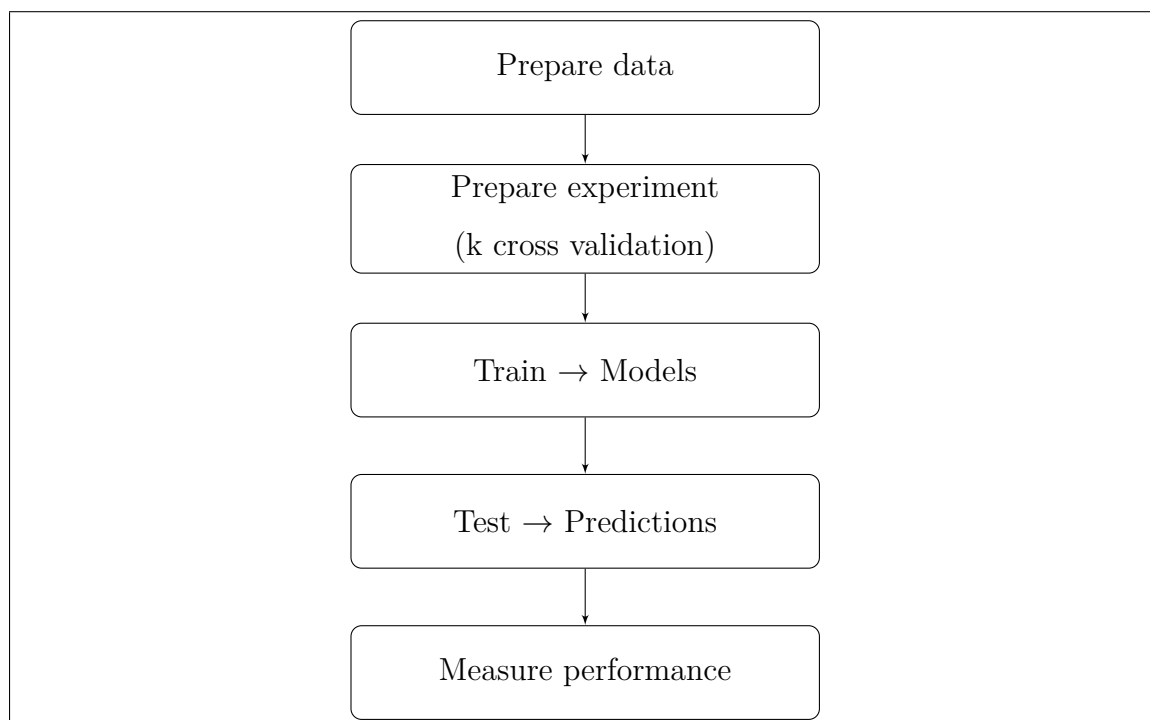 Prepare data
Prepare experiment
(k cross validation)
Train → Models
Test → Predictions
Measure performance